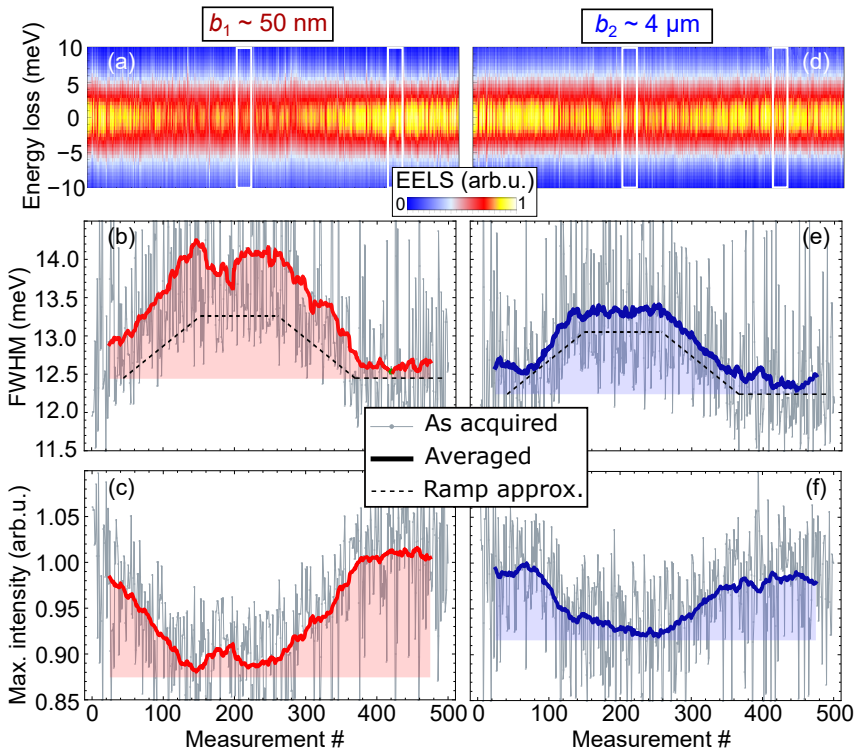 b₁ ~ 50 nm
b₂ ~ 4 µm
(a)
(d)
Energy loss (meV)
10
5
0
−5
−10
EELS (arb.u.)
0
1
(b)
(e)
FWHM (meV)
14.0
13.5
13.0
12.5
12.0
11.5
As acquired
Averaged
Ramp approx.
(c)
(f)
Max. intensity (arb.u.)
1.05
1.00
0.95
0.90
0.85
0 100 200 300 400 500
0 100 200 300 400 500
Measurement #
Measurement #